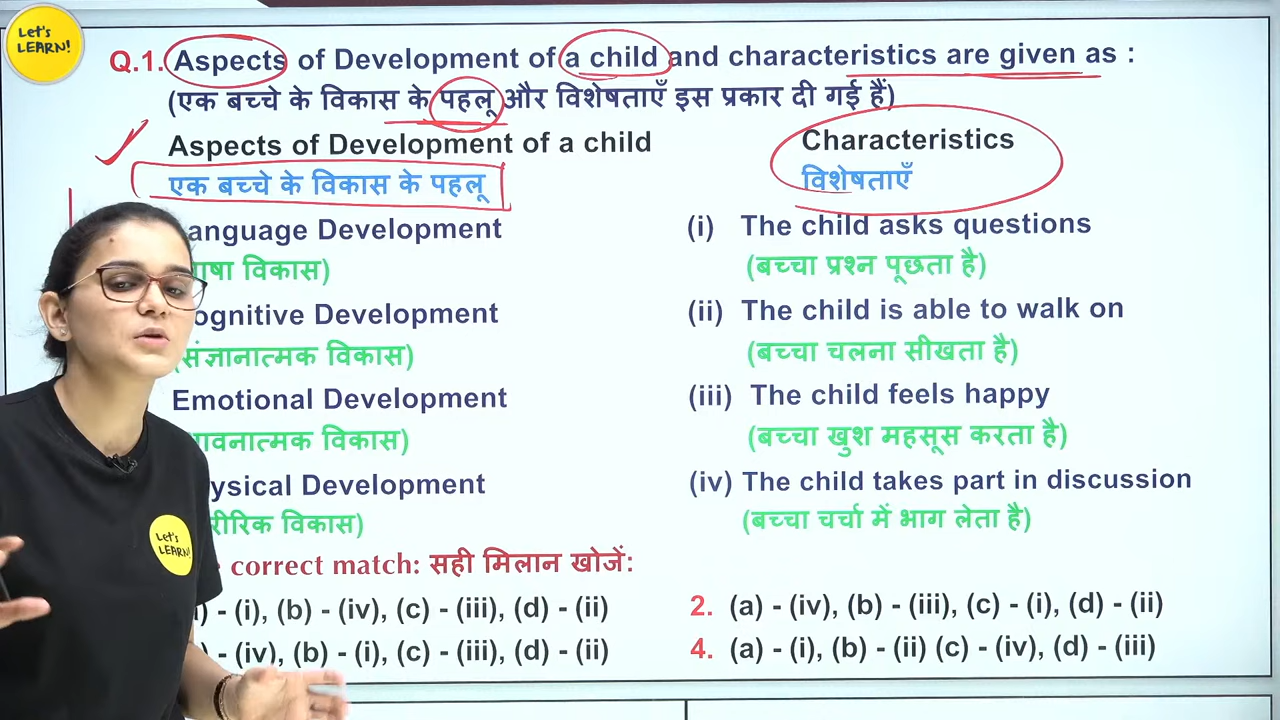 Let's
LEARN!
Q.1. Aspects of Development of a child and characteristics are given as :
(एक बच्चे के विकास के पहलू और विशेषताएँ इस प्रकार दी गई हैं)
Aspects of Development of a child Characteristics
एक बच्चे के विकास के पहलू विशेषताएँ
anguage Development (i) The child asks questions
विकास) (बच्चा प्रश्न पूछता है)
ognitive Development (ii) The child is able to walk on
(संज्ञानात्मक विकास) (बच्चा चलना सीखता है)
Emotional Development (iii) The child feels happy
विकास) (बच्चा खुश महसूस करता है)
ysical Development (iv) The child takes part in discussion
विकास) (बच्चा चर्चा में भाग लेता है)
correct match: सही मिलान खोजें:
- (i), (b) - (iv), (c) - (iii), (d) - (ii) 2. (a) - (iv), (b) - (iii), (c) - (i), (d) - (ii)
- (iv), (b) - (i), (c) - (iii), (d) - (ii) 4. (a) - (i), (b) - (ii) (c) - (iv), (d) - (iii)
Let's
LEARN!